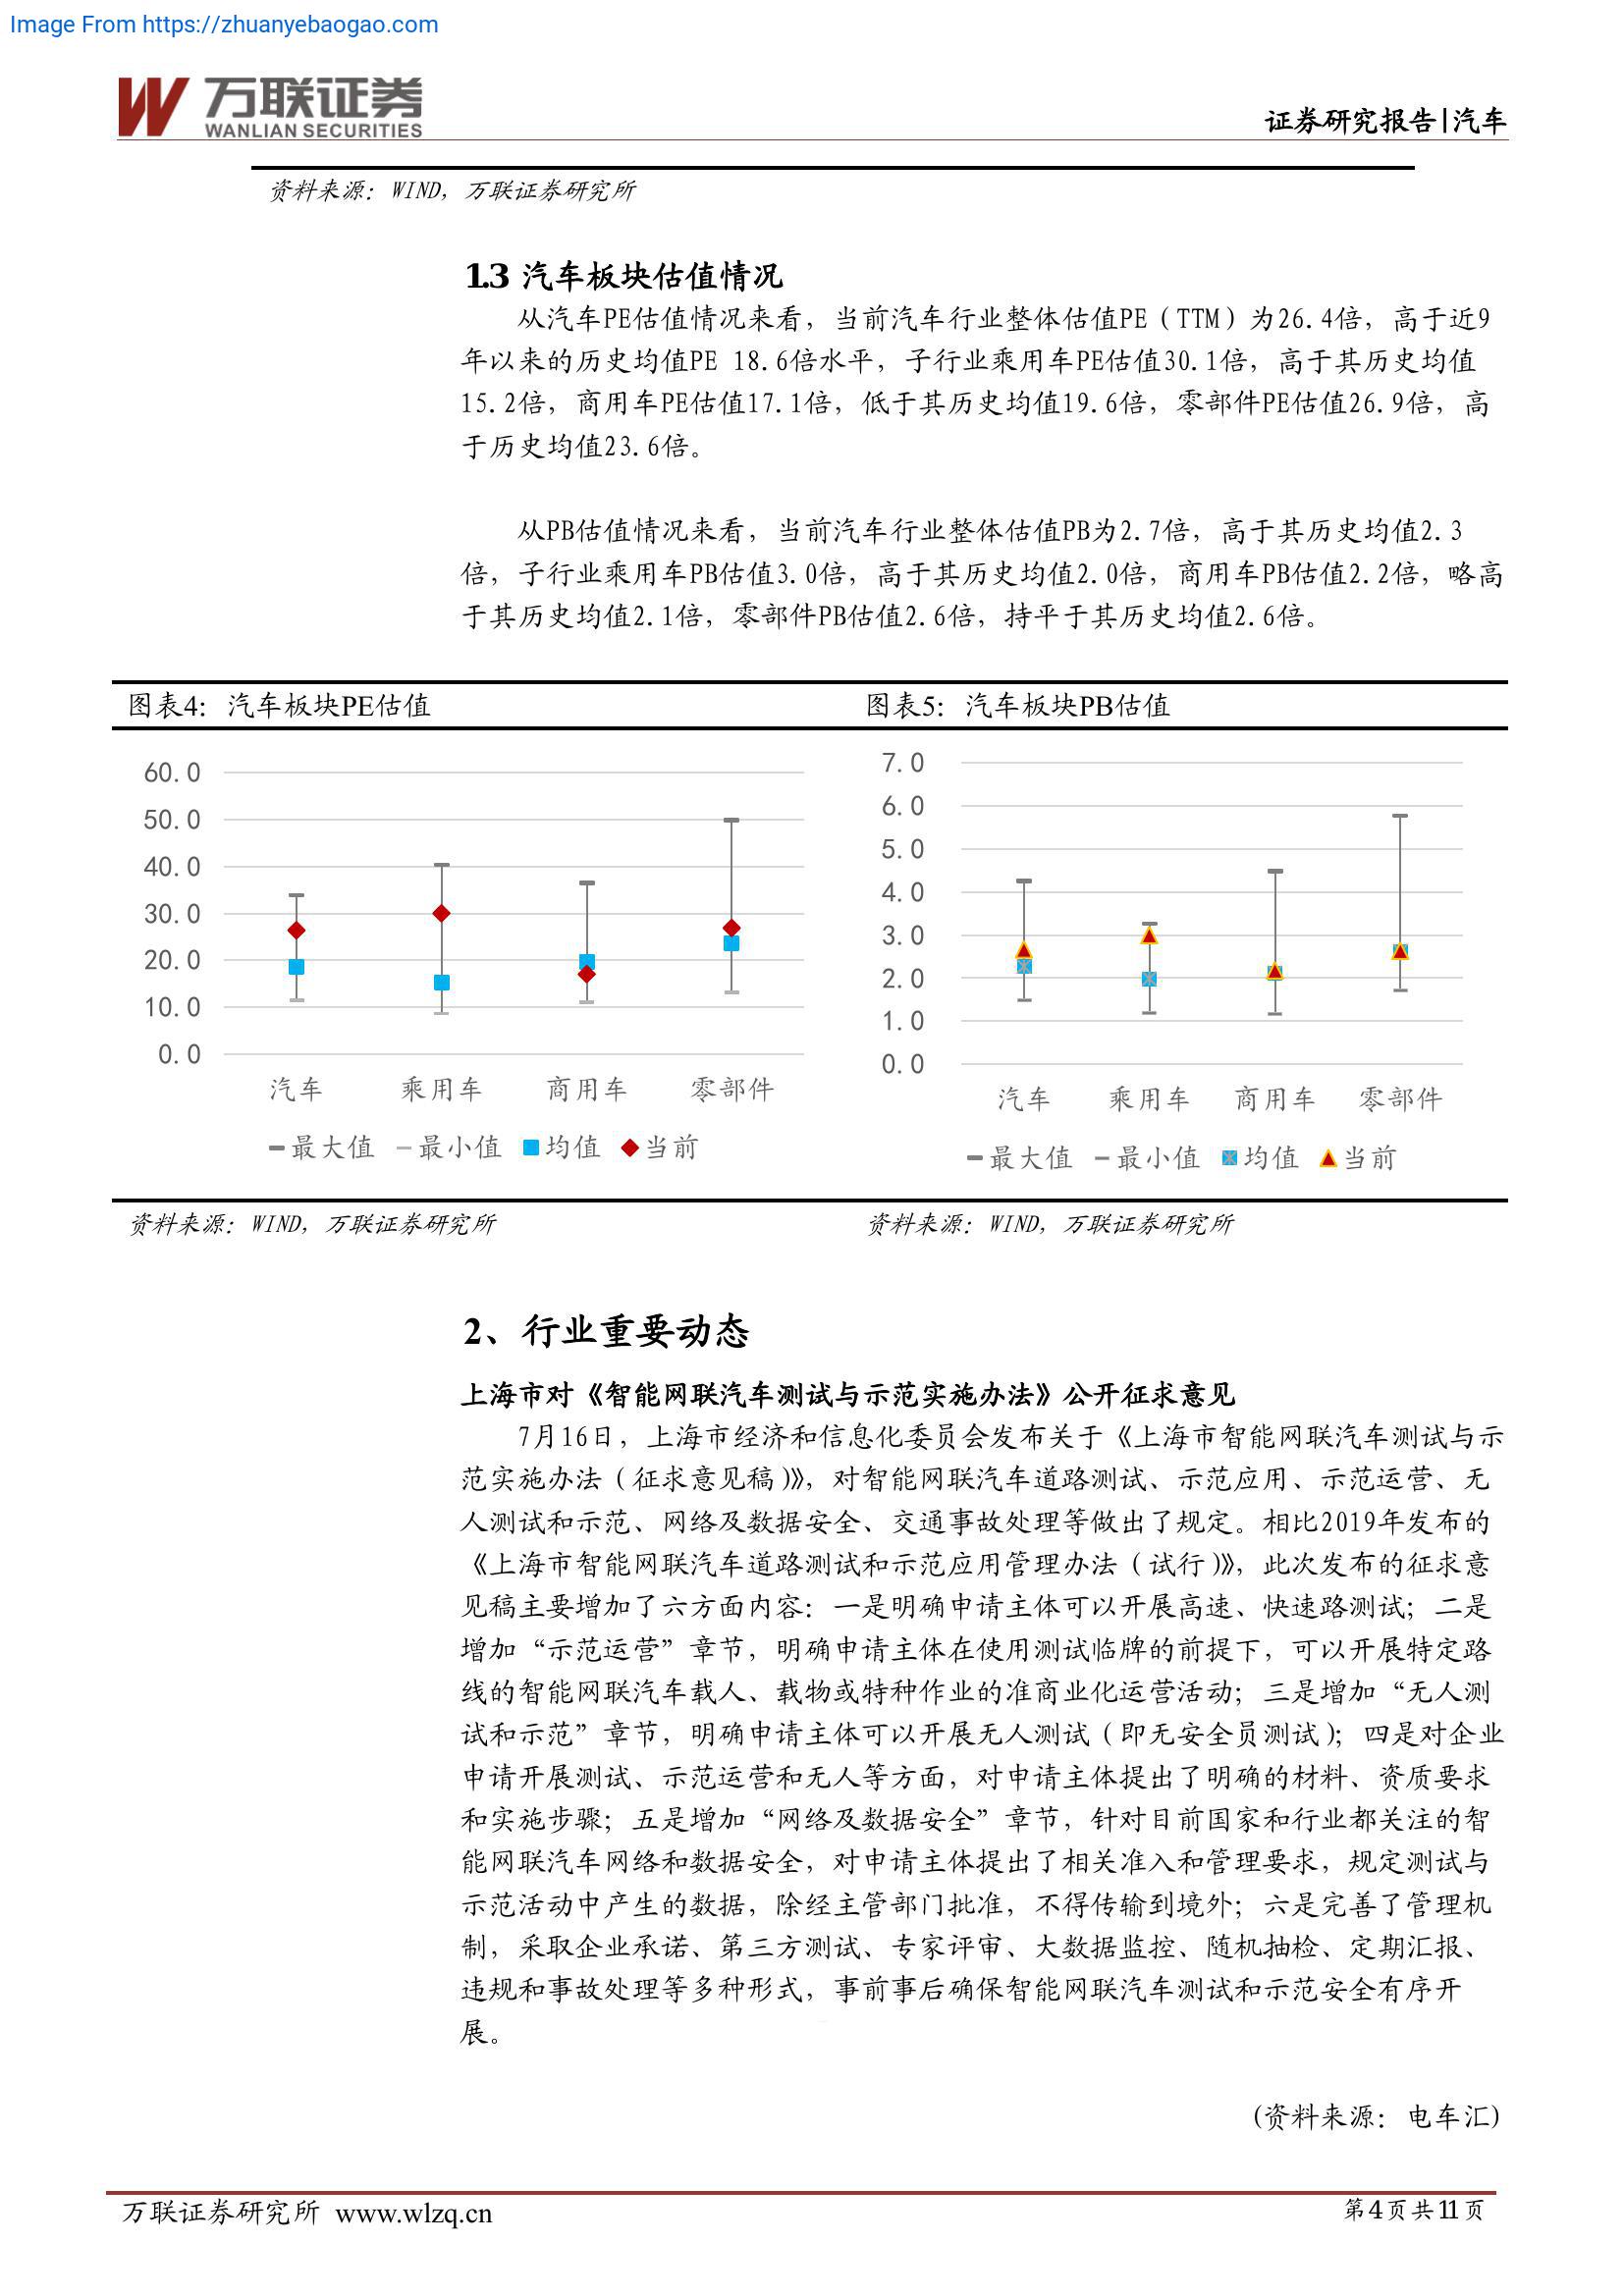 Image From https://zhuanyebaogao.com
万联证券
WANLIAN SECURITIES
证券研究报告|汽车
资料来源：WIND，万联证券研究所
1.3 汽车板块估值情况
从汽车PE估值情况来看，当前汽车行业整体估值PE（TTM）为26.4倍，高于近9
年以来的历史均值PE 18.6倍水平，子行业乘用车PE估值30.1倍，高于其历史均值
15.2倍，商用车PE估值17.1倍，低于其历史均值19.6倍，零部件PE估值26.9倍，高
于历史均值23.6倍。
从PB估值情况来看，当前汽车行业整体估值PB为2.7倍，高于其历史均值2.3
倍，子行业乘用车PB估值3.0倍，高于其历史均值2.0倍，商用车PB估值2.2倍，略高
于其历史均值2.1倍，零部件PB估值2.6倍，持平于其历史均值2.6倍。
图表4：汽车板块PE估值
60.0
50.0
40.0
30.0
20.0
10.0
0.0
汽车 乘用车 商用车 零部件
最大值 最小值 均值 当前
资料来源：WIND，万联证券研究所
图表5：汽车板块PB估值
7.0
6.0
5.0
4.0
3.0
2.0
1.0
0.0
汽车 乘用车 商用车 零部件
最大值 最小值 均值 当前
资料来源：WIND，万联证券研究所
2、行业重要动态
上海市对《智能网联汽车测试与示范实施办法》公开征求意见
7月16日，上海市经济和信息化委员会发布关于《上海市智能网联汽车测试与示
范实施办法（征求意见稿）》，对智能网联汽车道路测试、示范应用、示范运营、无
人测试和示范、网络及数据安全、交通事故处理等做出了规定。相比2019年发布的
《上海市智能网联汽车道路测试和示范应用管理办法（试行）》，此次发布的征求意
见稿主要增加了六方面内容：一是明确申请主体可以开展高速、快速路测试；二是
增加“示范运营”章节，明确申请主体在使用测试临牌的前提下，可以开展特定路
线的智能网联汽车载人、载物或特种作业的准商业化运营活动；三是增加“无人测
试和示范”章节，明确申请主体可以开展无人测试（即无安全员测试）；四是对企业
申请开展测试、示范运营和无人等方面，对申请主体提出了明确的材料、资质要求
和实施步骤；五是增加“网络及数据安全”章节，针对目前国家和行业都关注的智
能网联汽车网络和数据安全，对申请主体提出了相关准入和管理要求，规定测试与
示范活动中产生的数据，除经主管部门批准，不得传输到境外；六是完善了管理机
制，采取企业承诺、第三方测试、专家评审、大数据监控、随机抽检、定期汇报、
违规和事故处理等多种形式，事前事后确保智能网联汽车测试和示范安全有序开
展。
(资料来源：电车汇)
万联证券研究所 www.wlzq.cn
第4页共11页